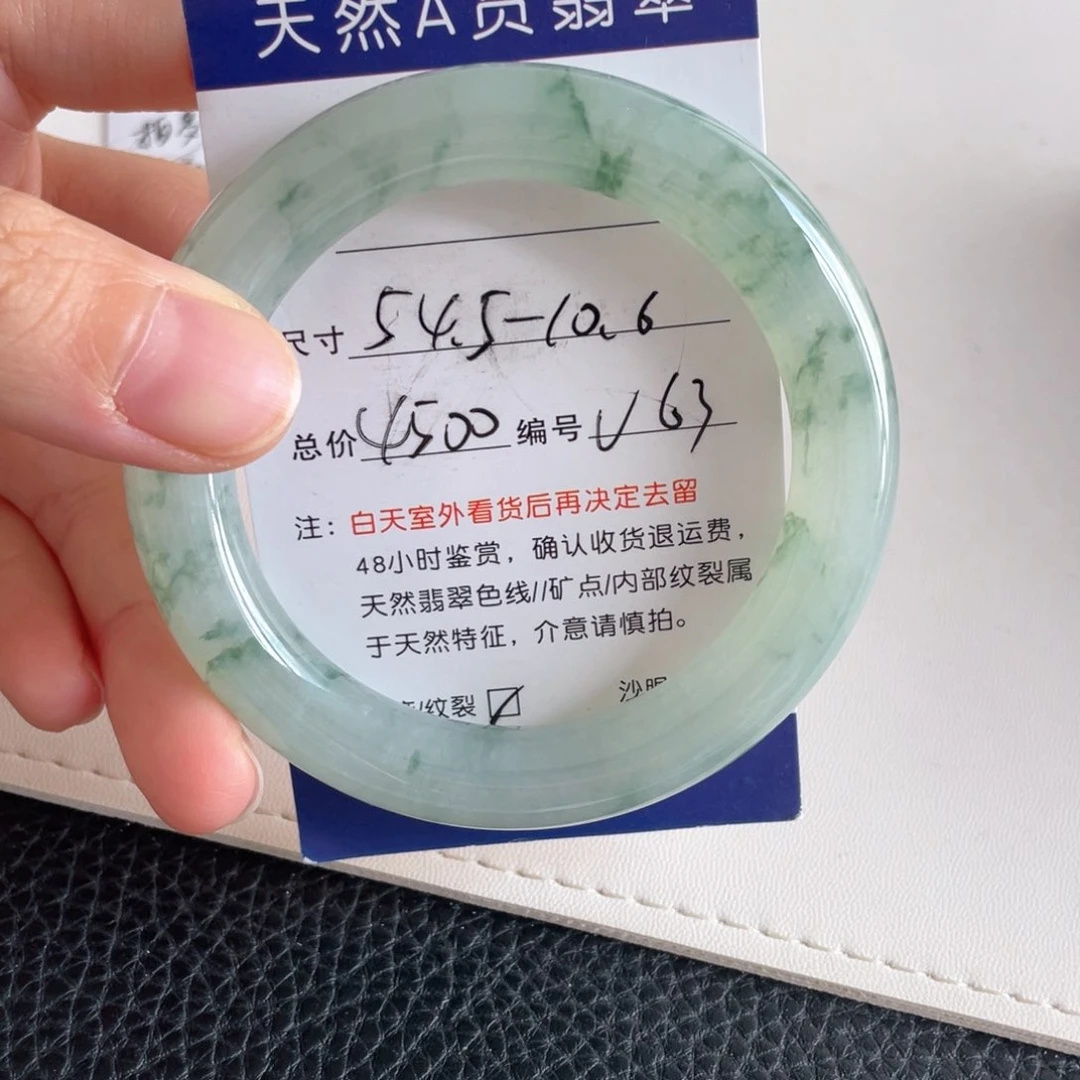 天然A货翡翠
尺寸 54.5-10.6
总价 4500 编号 V63
注：白天室外看货后再决定去留
48小时鉴赏，确认收货退运费，
天然翡翠色线//矿点/内部纹裂属
于天然特征，介意请慎拍。
/纹裂 ☑